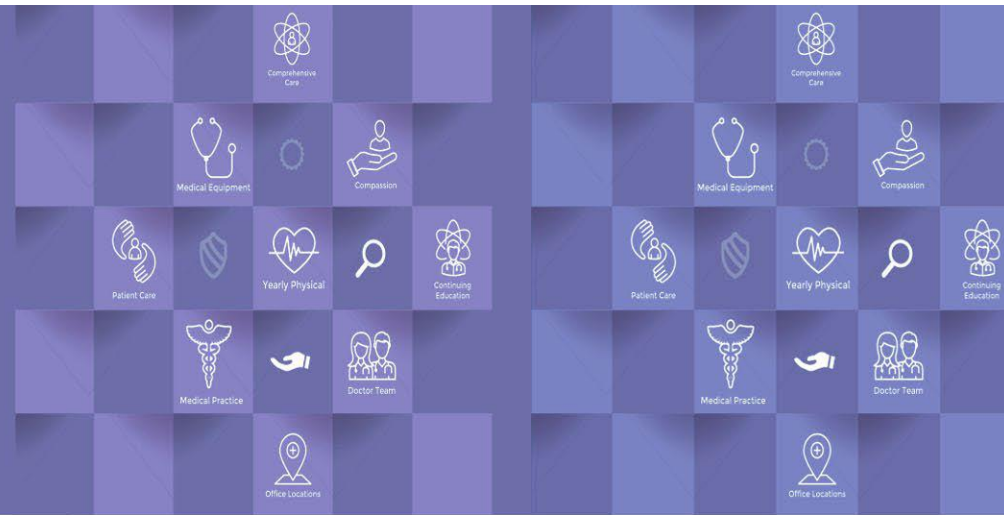 Comprehensive
Care
Medical Equipment
Compassion
Patient Care
Yearly Physical
Continuing
Education
Medical Practice
Doctor Team
Office Locations
Comprehensive
Care
Medical Equipment
Compassion
Patient Care
Yearly Physical
Continuing
Education
Medical Practice
Doctor Team
Office Locations